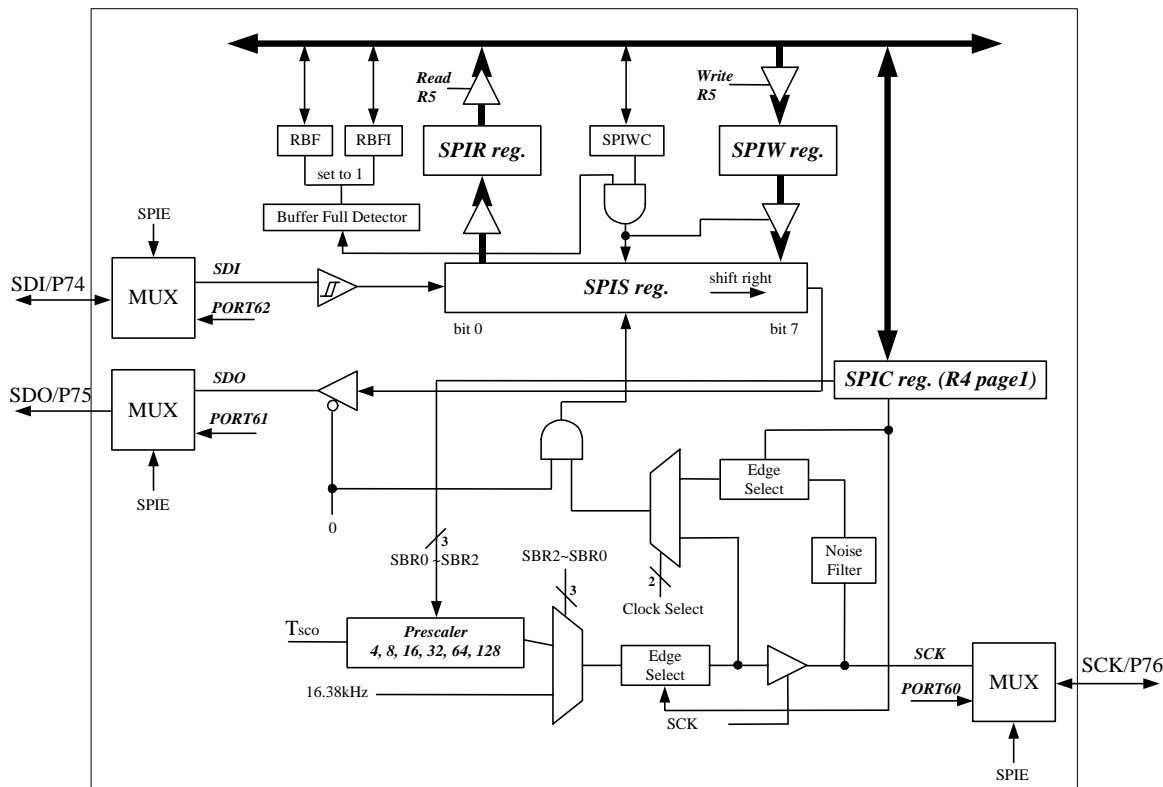 Read
R5
Write
R5
RBF
RBFI
SPIR reg.
SPIWC
SPIW reg.
set to 1
Buffer Full Detector
SPIE
SDI/P74
MUX
SDI
PORT62
SPIS reg.
shift right
bit 0
bit 7
SPIC reg. (R4 page1)
SDO/P75
MUX
SDO
PORT61
SPIE
0
Edge
Select
Noise
Filter
3
SBR0 ~SBR2
SBR2~SBR0
3
2
Clock Select
Tsco
Prescaler
4, 8, 16, 32, 64, 128
16.38kHz
Edge
Select
SCK
SCK
PORT60
MUX
SCK/P76
SPIE